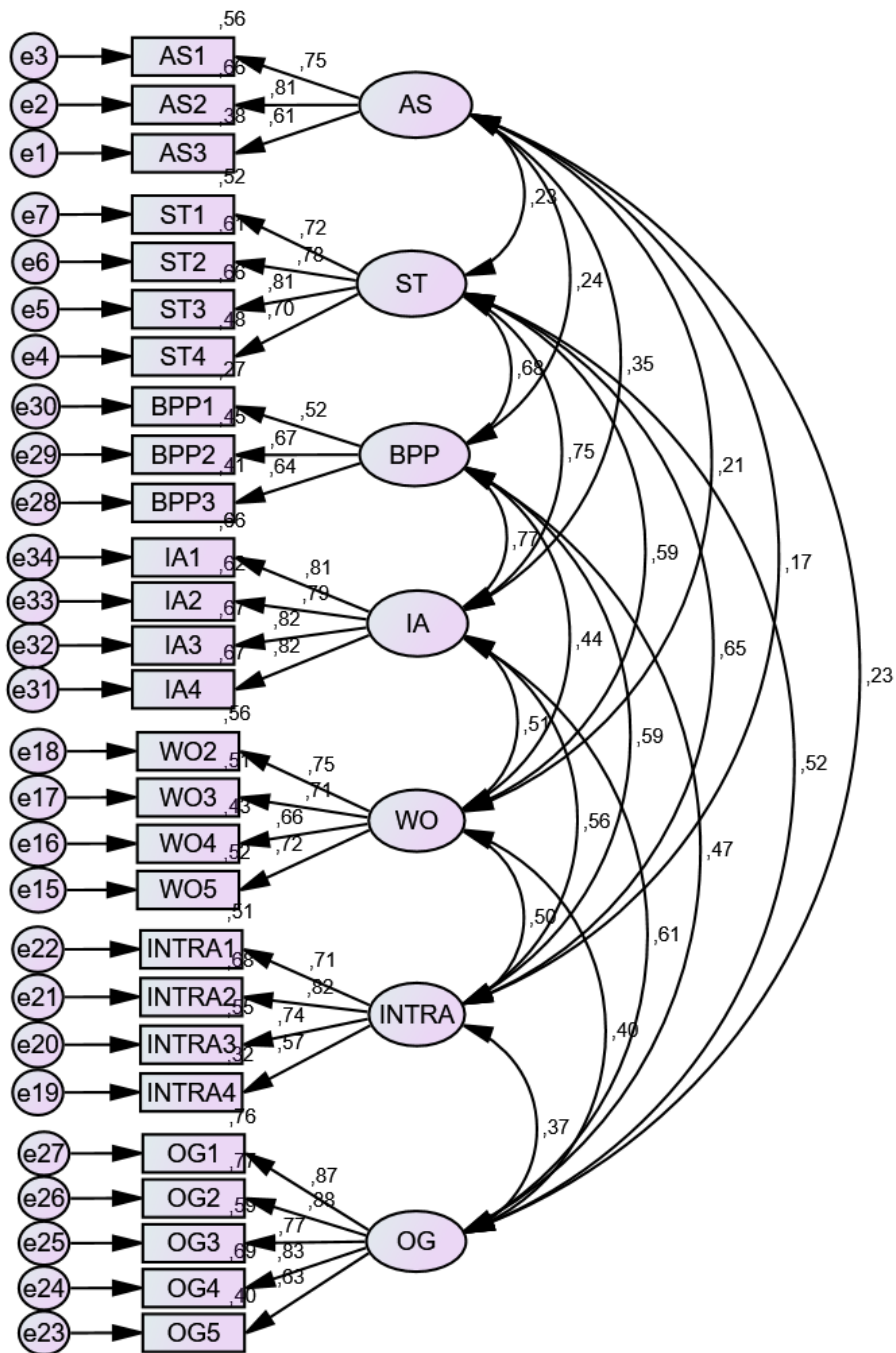 ,56
e3 AS1 ,75
,66
e2 AS2 ,81 AS
,38
e1 AS3 ,61
,52
,23
e7 ST1 ,72
,61
e6 ST2 ,78
,66
e5 ST3 ,81 ST ,24
,48
e4 ST4 ,70
,27
,68 ,35
e30 BPP1 ,52
,45
e29 BPP2 ,67 BPP ,75 ,21
,41
e28 BPP3 ,64
,66
,77 ,59 ,17
e34 IA1 ,81
,62
e33 IA2 ,79
,67
e32 IA3 ,82 IA ,44 ,65 ,23
,67
e31 IA4 ,82
,56
,51 ,59
e18 WO2 ,75 ,52
,51
e17 WO3 ,71
,43
e16 WO4 ,66 WO ,56 ,47
,52
e15 WO5 ,72
,51
,50 ,61
e22 INTRA1 ,71
,68
e21 INTRA2 ,82
,55
e20 INTRA3 ,74 INTRA ,40
,32
e19 INTRA4 ,57
,76
,37
e27 OG1 ,87
,77
e26 OG2 ,88
,59
e25 OG3 ,77 OG
,69
e24 OG4 ,83
,40
e23 OG5 ,63